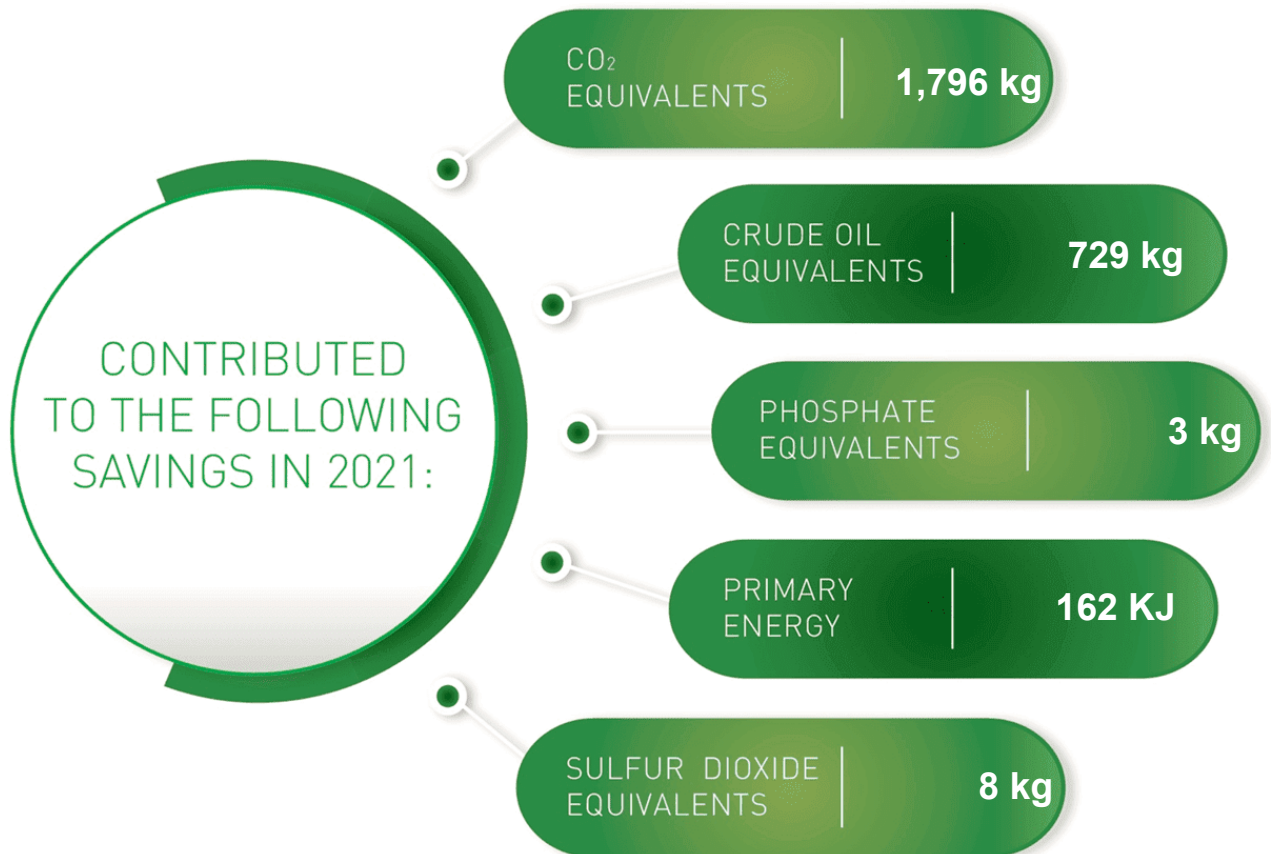 CONTRIBUTED
TO THE FOLLOWING
SAVINGS IN 2021:
CO₂
EQUIVALENTS
1,796 kg
CRUDE OIL
EQUIVALENTS
729 kg
PHOSPHATE
EQUIVALENTS
3 kg
PRIMARY
ENERGY
162 KJ
SULFUR DIOXIDE
EQUIVALENTS
8 kg